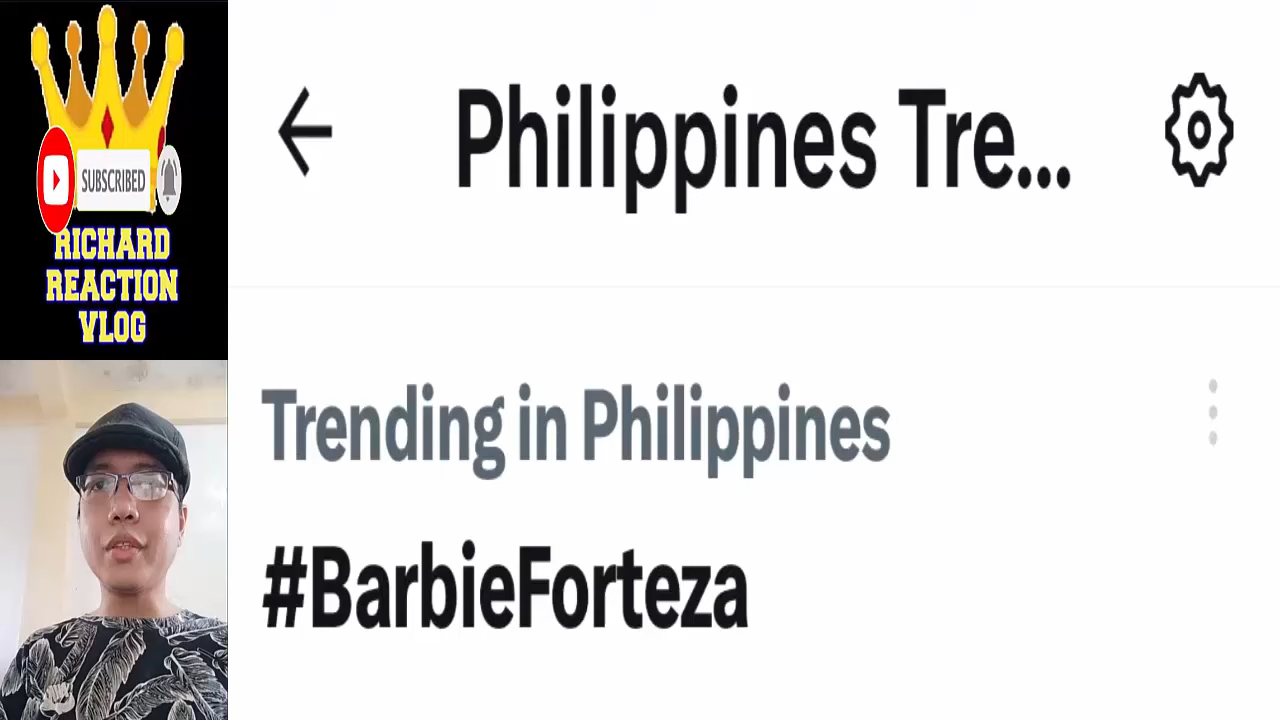 SUBSCRIBED
RICHARD
REACTION
VLOG
Philippines Tre...
Trending in Philippines
#BarbieForteza